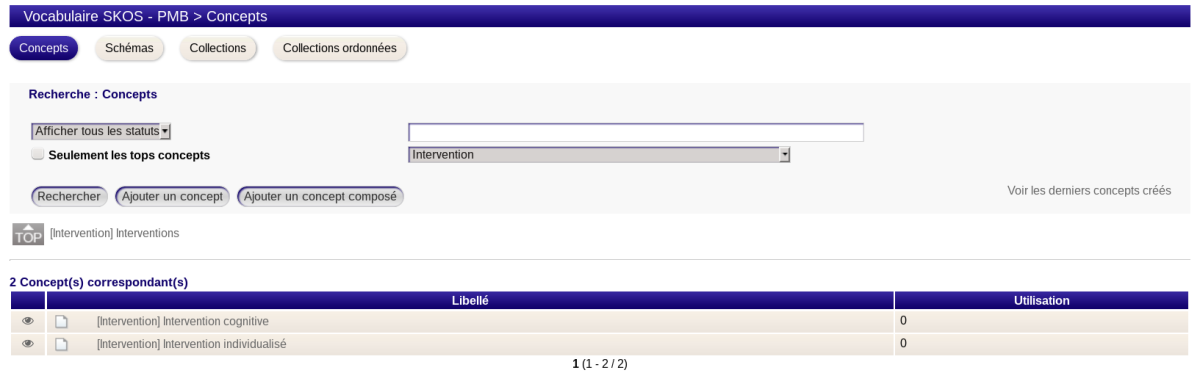 Vocabulaire SKOS - PMB > Concepts
Concepts Schémas Collections Collections ordonnées
Recherche : Concepts
Afficher tous les statuts
Seulement les tops concepts Intervention
Rechercher Ajouter un concept Ajouter un concept composé Voir les derniers concepts créés
TOP [Intervention] Interventions
2 Concept(s) correspondant(s)
Libellé Utilisation
[Intervention] Intervention cognitive 0
[Intervention] Intervention individualisé 0
1 (1 - 2 / 2)